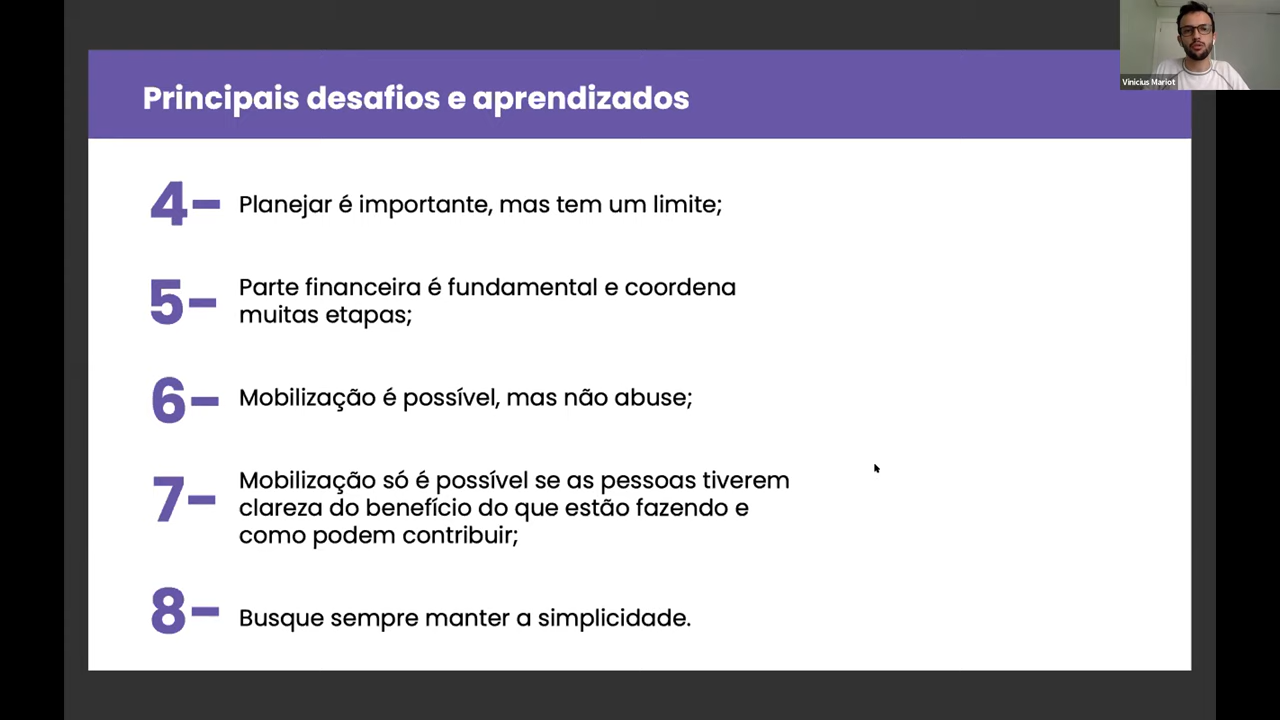 Vinicius Mariot
Principais desafios e aprendizados
4- Planejar é importante, mas tem um limite;
5- Parte financeira é fundamental e coordena
muitas etapas;
6- Mobilização é possível, mas não abuse;
7- Mobilização só é possível se as pessoas tiverem
clareza do benefício do que estão fazendo e
como podem contribuir;
8- Busque sempre manter a simplicidade.